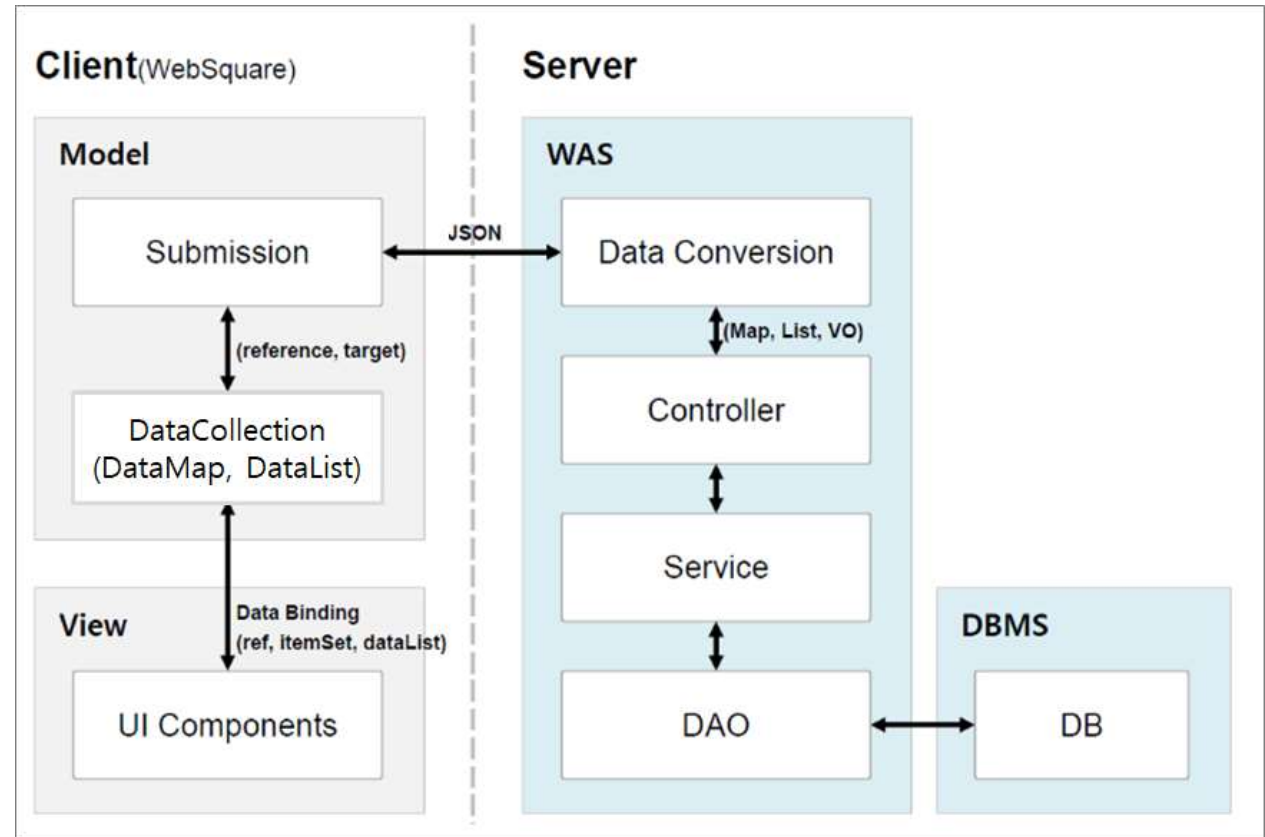 Client(WebSquare)
Model
Submission
(reference, target)
DataCollection
(DataMap, DataList)
View
Data Binding
(ref, itemSet, dataList)
UI Components
JSON
Server
WAS
Data Conversion
(Map, List, VO)
Controller
Service
DAO
DBMS
DB